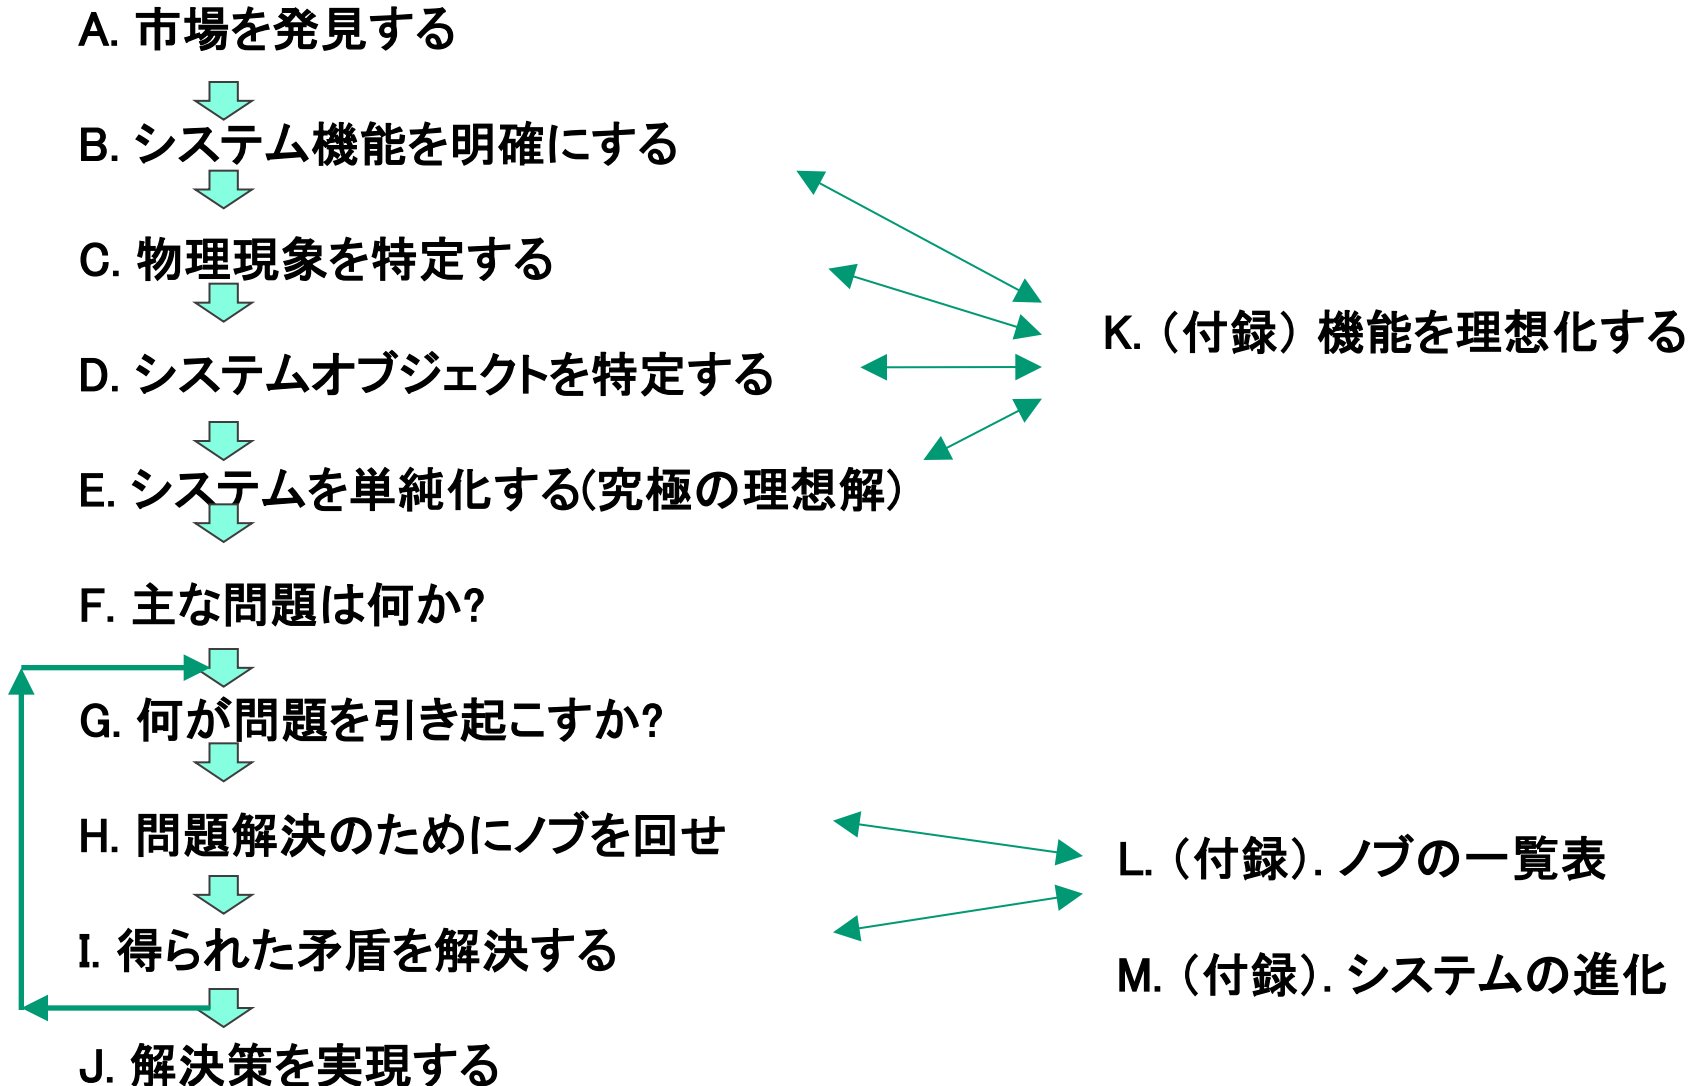 A. 市場を発見する
B. システム機能を明確にする
C. 物理現象を特定する
D. システムオブジェクトを特定する
E. システムを単純化する(究極の理想解)
F. 主な問題は何か?
G. 何が問題を引き起こすか?
H. 問題解決のためにノブを回せ
I. 得られた矛盾を解決する
J. 解決策を実現する
K. (付録) 機能を理想化する
L. (付録). ノブの一覧表
M. (付録). システムの進化